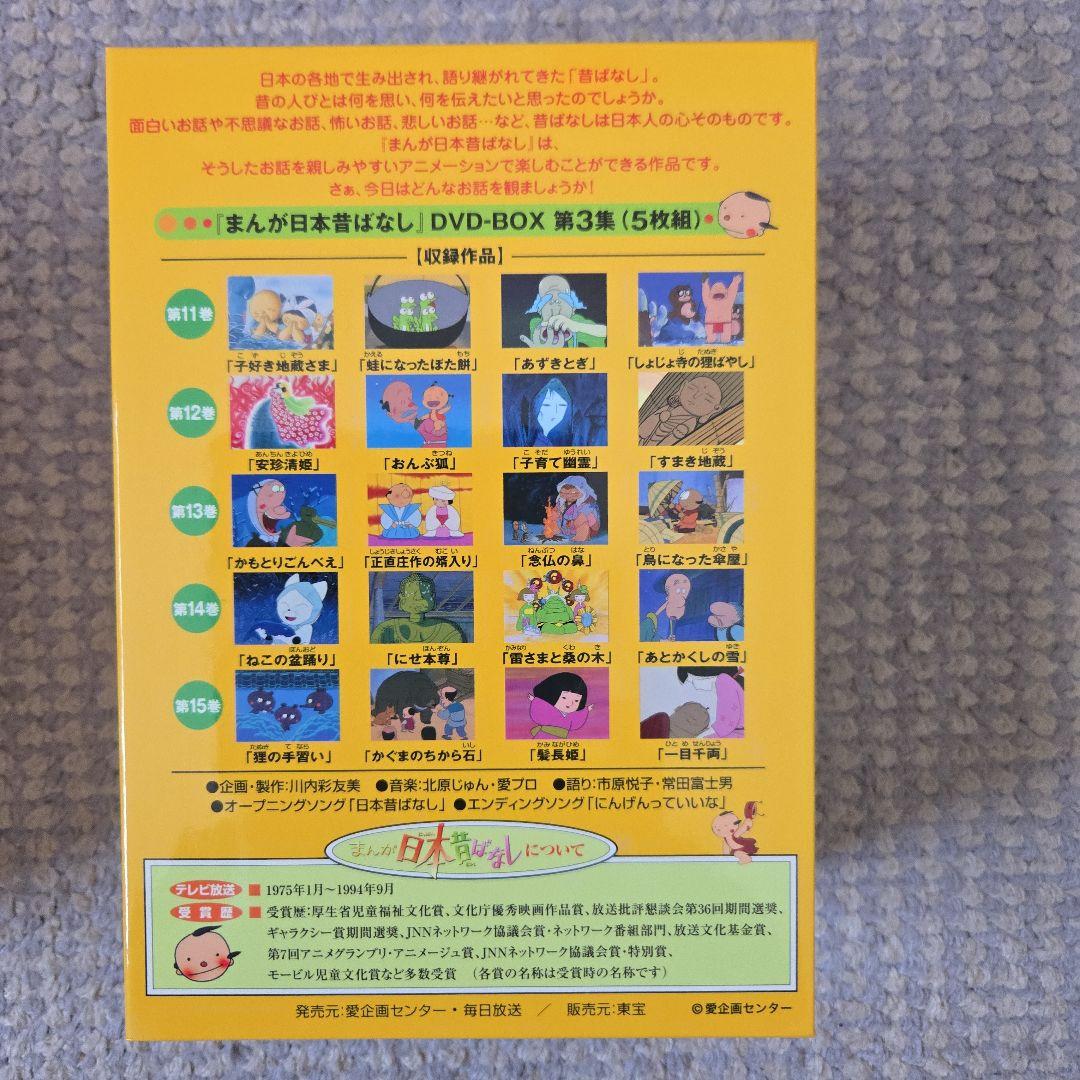 日本の各地で生み出され、語り継がれてきた「昔ばなし」。
昔の人びとは何を思い、何を伝えたいと思ったのでしょうか。
面白いお話や不思議なお話、怖いお話、悲しいお話…など、昔ばなしは日本人の心そのものです。
『まんが日本昔ばなし』は、
そうしたお話を親しみやすいアニメーションで楽しむことができる作品です。
さぁ、今日はどんなお話を観ましょうか！
『まんが日本昔ばなし』DVD-BOX 第3集（5枚組）
【収録作品】
第11巻
「子好き地蔵さま」 「蛙になったぼた餅」 「あずきとぎ」 「しょじょ寺の狸ばやし」
第12巻
「安珍清姫」 「おんぶ狐」 「子育て幽霊」 「すまき地蔵」
第13巻
「かもとりごんべえ」 「正直庄作の婿入り」 「念仏の鼻」 「鳥になった傘屋」
第14巻
「ねこの盆踊り」 「にせ本尊」 「雷さまと桑の木」 「あとかくしの雪」
第15巻
「狸の手習い」 「かぐまのちから石」 「髪長姫」 「一目千両」
●企画・製作：川内彩友美 ●音楽：北原じゅん・愛プロ ●語り：市原悦子・常田富士男
●オープニングソング「日本昔ばなし」 ●エンディングソング「にんげんっていいな」
まんが日本昔ばなしについて
テレビ放送 ■ 1975年1月～1994年9月
受賞歴 ■ 受賞歴：厚生省児童福祉文化賞、文化庁優秀映画作品賞、放送批評懇談会第36回期間選奨、
ギャラクシー賞期間選奨、JNNネットワーク協議会賞・ネットワーク番組部門、放送文化基金賞、
第7回アニメグランプリ・アニメージュ賞、JNNネットワーク協議会賞・特別賞、
モービル児童文化賞など多数受賞 （各賞の名称は受賞時の名称です）
発売元：愛企画センター・毎日放送 ／ 販売元：東宝 ©愛企画センター